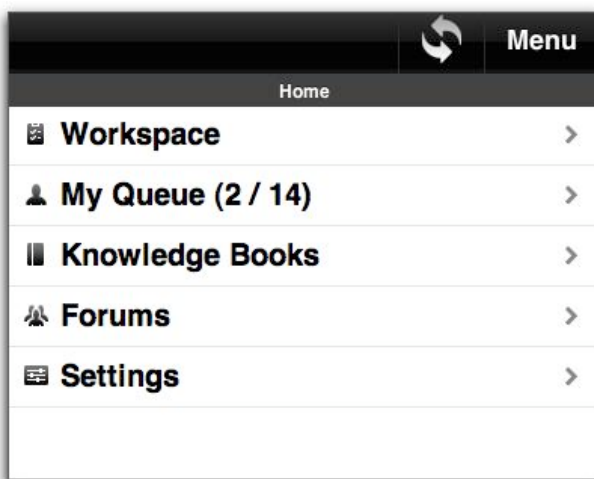 Menu
Home
Workspace
My Queue (2 / 14)
Knowledge Books
Forums
Settings